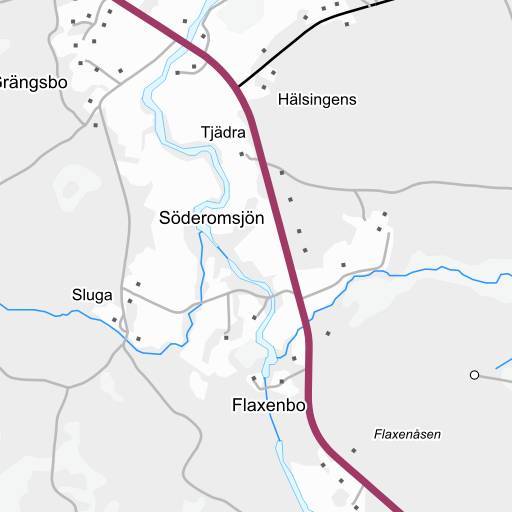 Grängsbo
Hälsingens
Tjädra
Söderomsjön
Sluga
Flaxenbo
Flaxenåsen